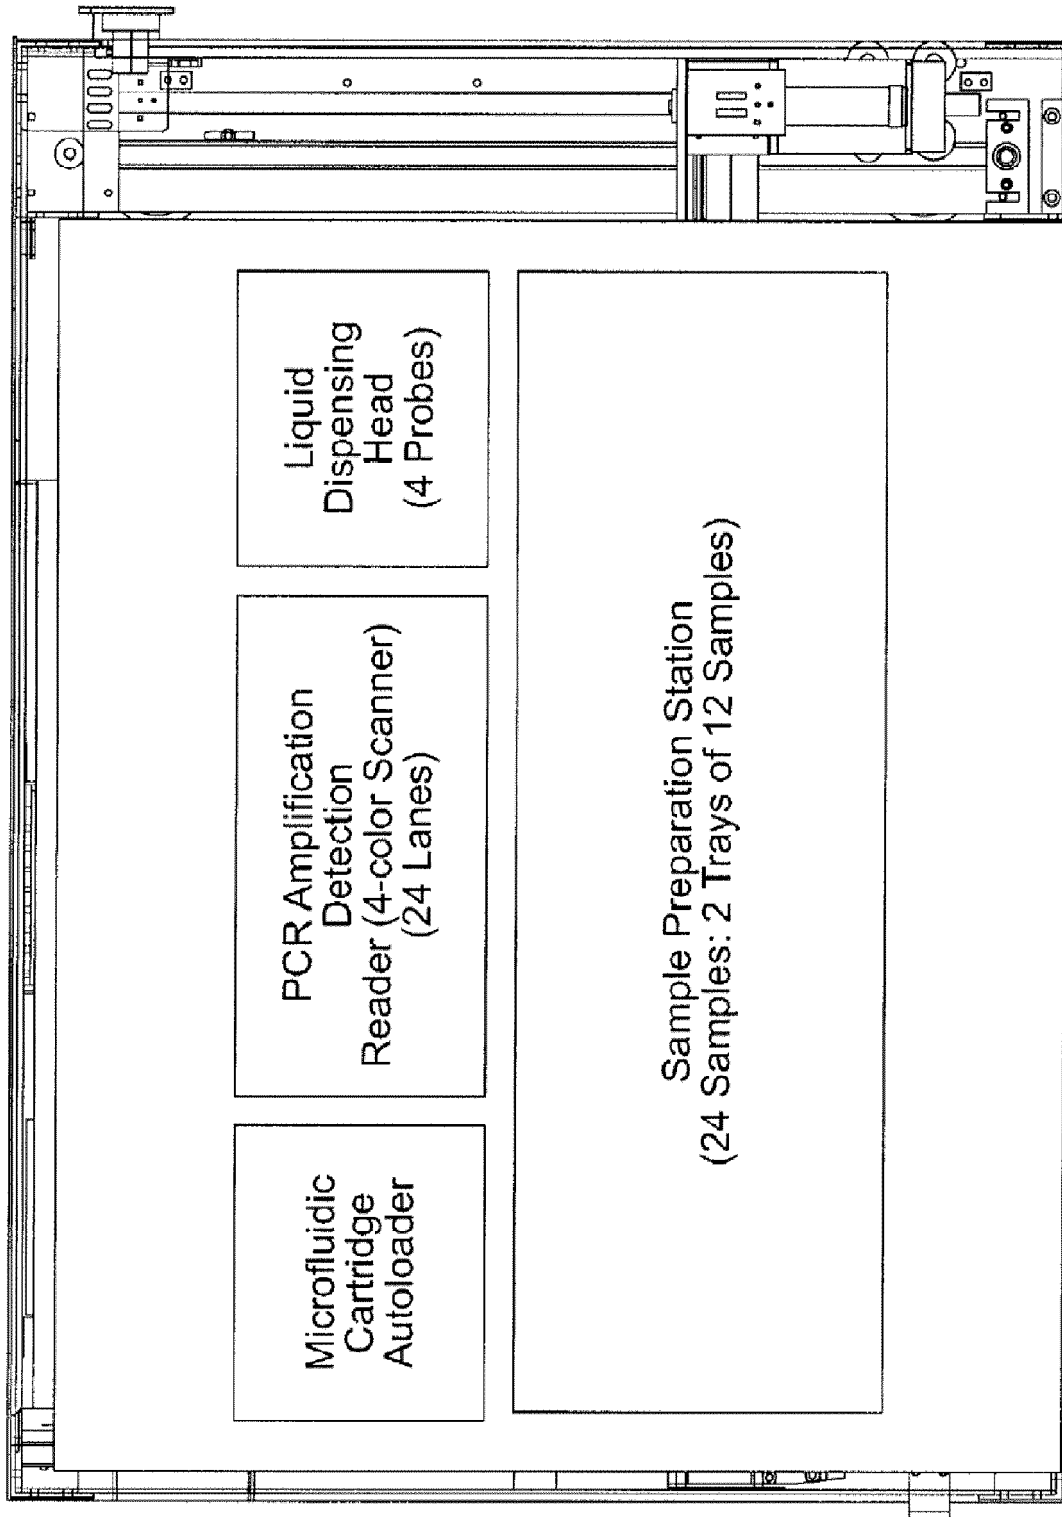 Microfluidic
Cartridge
Autoloader
PCR Amplification
Detection
Reader (4-color Scanner)
(24 Lanes)
Liquid
Dispensing
Head
(4 Probes)
Sample Preparation Station
(24 Samples: 2 Trays of 12 Samples)